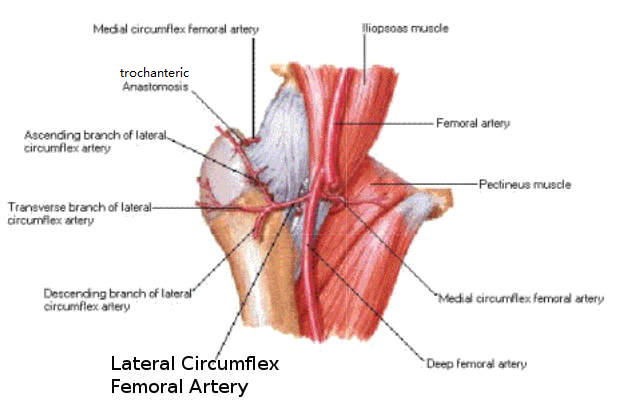 Medial circumflex femoral artery
Iliopsoas muscle
trochanteric
Anastomosis
Femoral artery
Ascending branch of lateral
circumflex artery
Pectineus muscle
Transverse branch of lateral
circumflex artery
Descending branch of lateral
circumflex artery
Medial circumflex femoral artery
Lateral Circumflex
Femoral Artery
Deep femoral artery